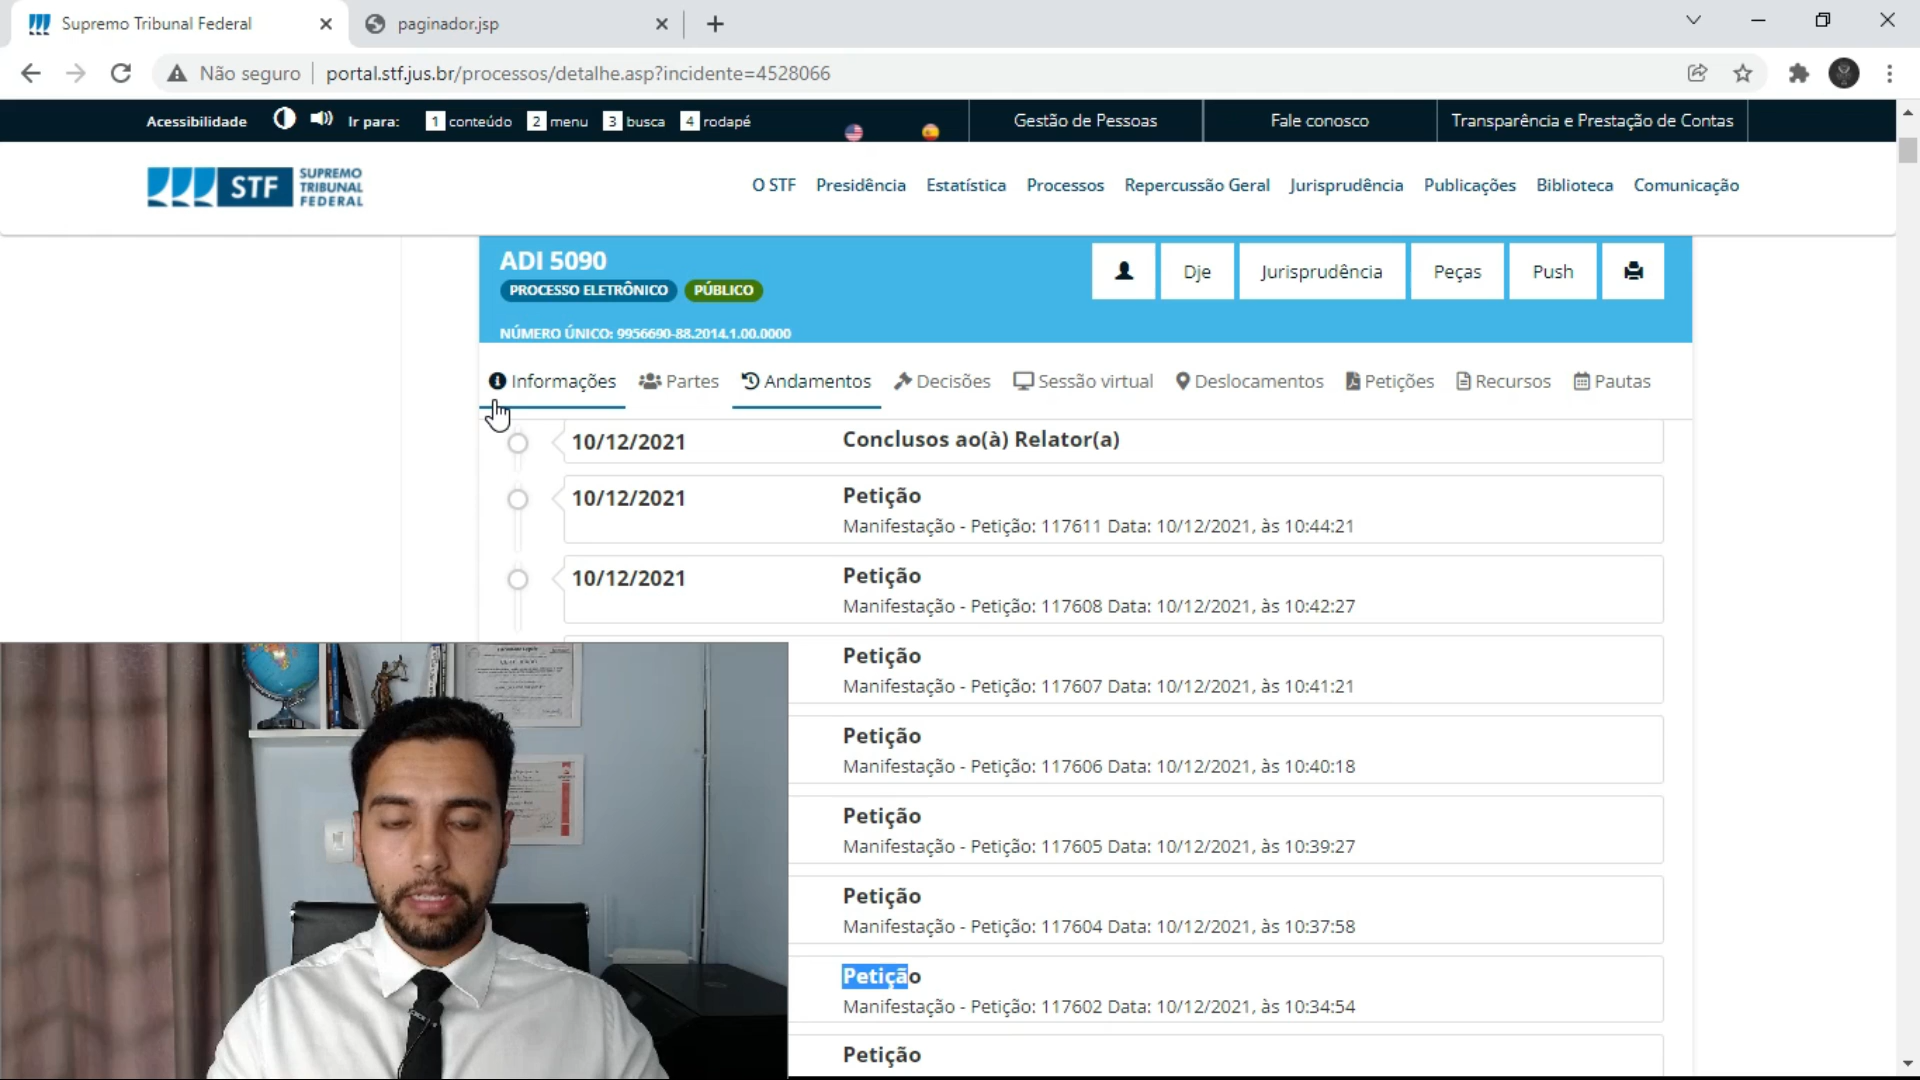 Supremo Tribunal Federal
paginador.jsp
Não seguro
portal.stf.jus.br/processos/detalhe.asp?incidente=4528066
Acessibilidade
Ir para:
1 conteúdo
2 menu
3 busca
4 rodapé
Gestão de Pessoas
Fale conosco
Transparência e Prestação de Contas
STF
SUPREMO
TRIBUNAL
FEDERAL
O STF
Presidência
Estatística
Processos
Repercussão Geral
Jurisprudência
Publicações
Biblioteca
Comunicação
ADI 5090
PROCESSO ELETRÔNICO
PÚBLICO
NÚMERO ÚNICO: 9956690-88.2014.1.00.0000
Dje
Jurisprudência
Peças
Push
Informações
Partes
Andamentos
Decisões
Sessão virtual
Deslocamentos
Petições
Recursos
Pautas
10/12/2021
Conclusos ao(à) Relator(a)
10/12/2021
Petição
Manifestação - Petição: 117611 Data: 10/12/2021, às 10:44:21
10/12/2021
Petição
Manifestação - Petição: 117608 Data: 10/12/2021, às 10:42:27
Petição
Manifestação - Petição: 117607 Data: 10/12/2021, às 10:41:21
Petição
Manifestação - Petição: 117606 Data: 10/12/2021, às 10:40:18
Petição
Manifestação - Petição: 117605 Data: 10/12/2021, às 10:39:27
Petição
Manifestação - Petição: 117604 Data: 10/12/2021, às 10:37:58
Petição
Manifestação - Petição: 117602 Data: 10/12/2021, às 10:34:54
Petição